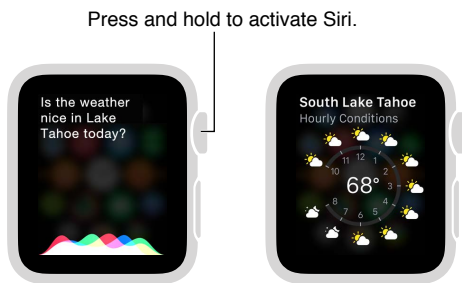 Press and hold to activate Siri.
Is the weather
nice in Lake
Tahoe today?
South Lake Tahoe
Hourly Conditions
12
1
2
3
4
5
6
7
8
10
11
68°